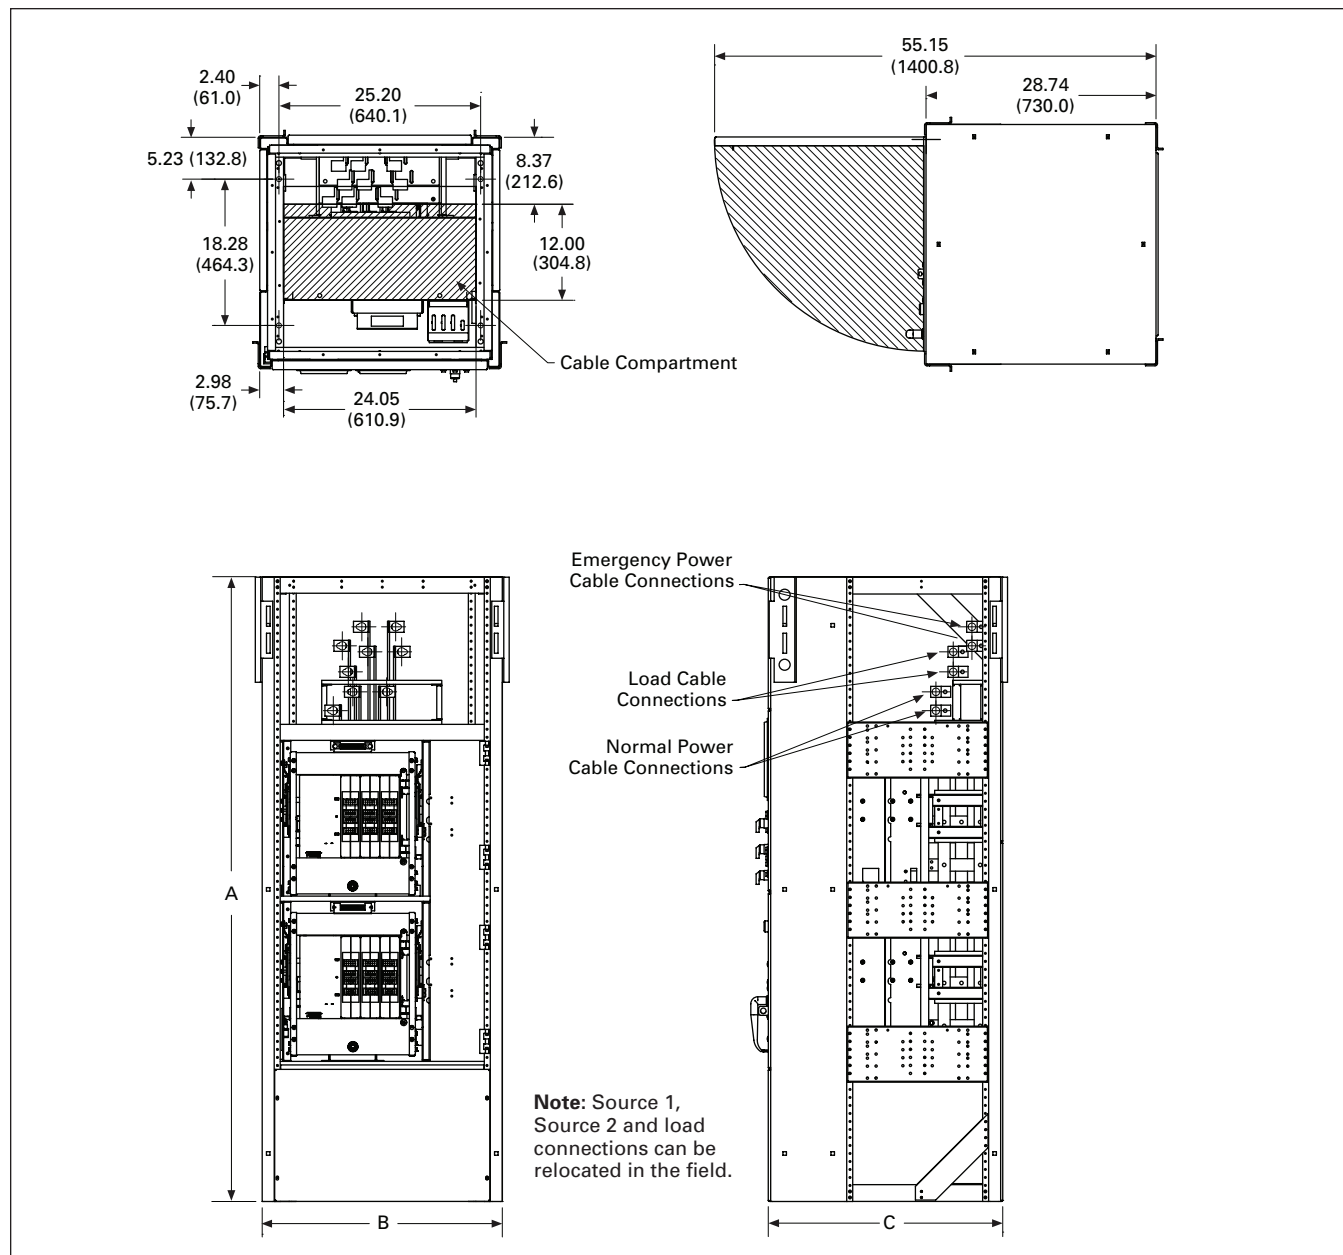 2.40
(61.0)
25.20
(640.1)
5.23 (132.8)
8.37
(212.6)
18.28
(464.3)
12.00
(304.8)
Cable Compartment
2.98
(75.7)
24.05
(610.9)
55.15
(1400.8)
28.74
(730.0)
Emergency Power
Cable Connections
Load Cable
Connections
Normal Power
Cable Connections
A
B
C
Note: Source 1,
Source 2 and load
connections can be
relocated in the field.